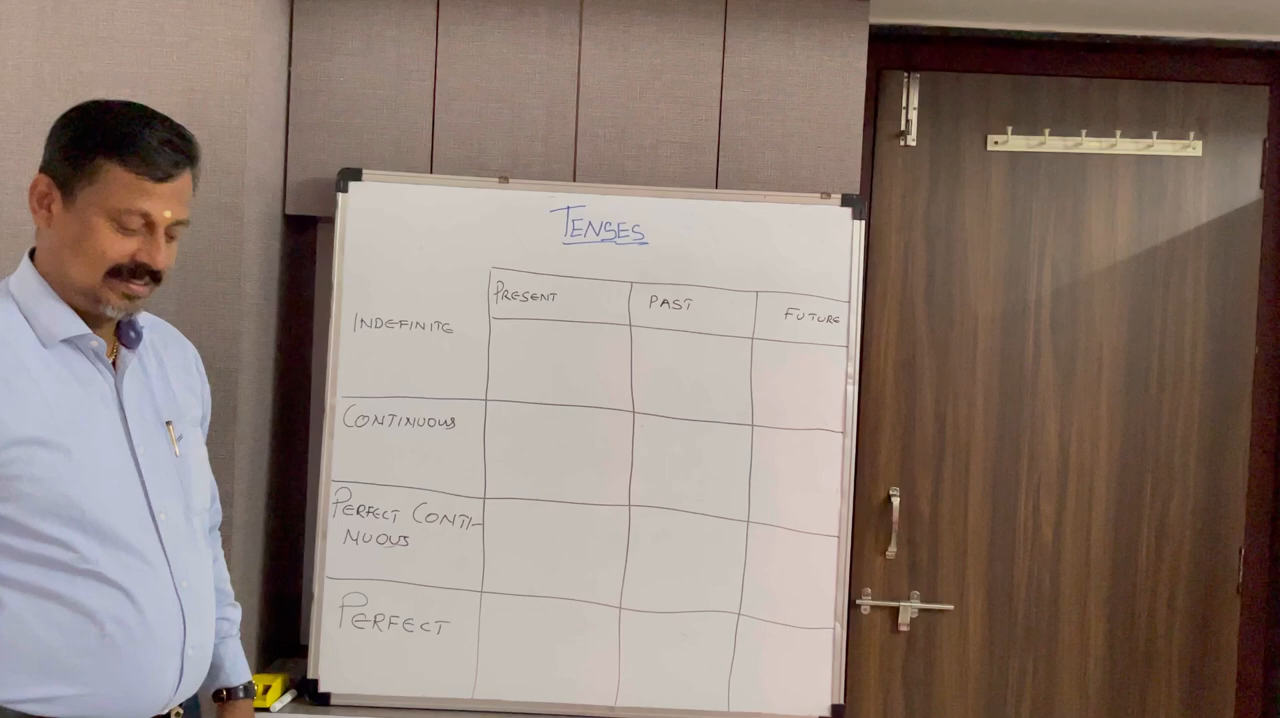 TENSES
PRESENT PAST FUTURE
INDEFINITE
CONTINUOUS
PERFECT CONTI-
NUOUS
PERFECT